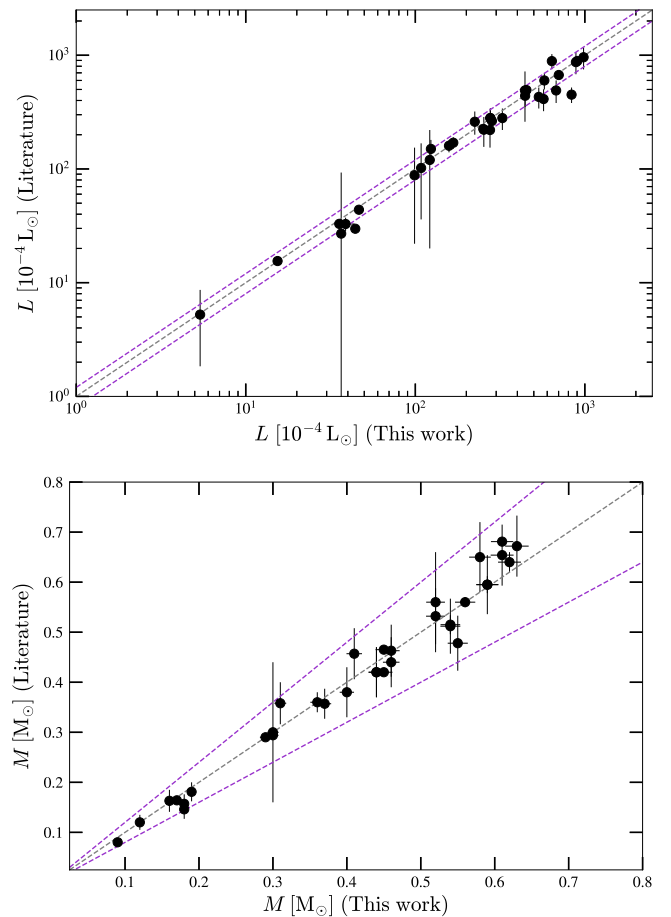 10³
10²
10¹
10⁰
L [10⁻⁴ L☉] (Literature)
10⁰ 10¹ 10² 10³
L [10⁻⁴ L☉] (This work)
0.8
0.7
0.6
0.5
0.4
0.3
0.2
0.1
M [M☉] (Literature)
0.1 0.2 0.3 0.4 0.5 0.6 0.7 0.8
M [M☉] (This work)